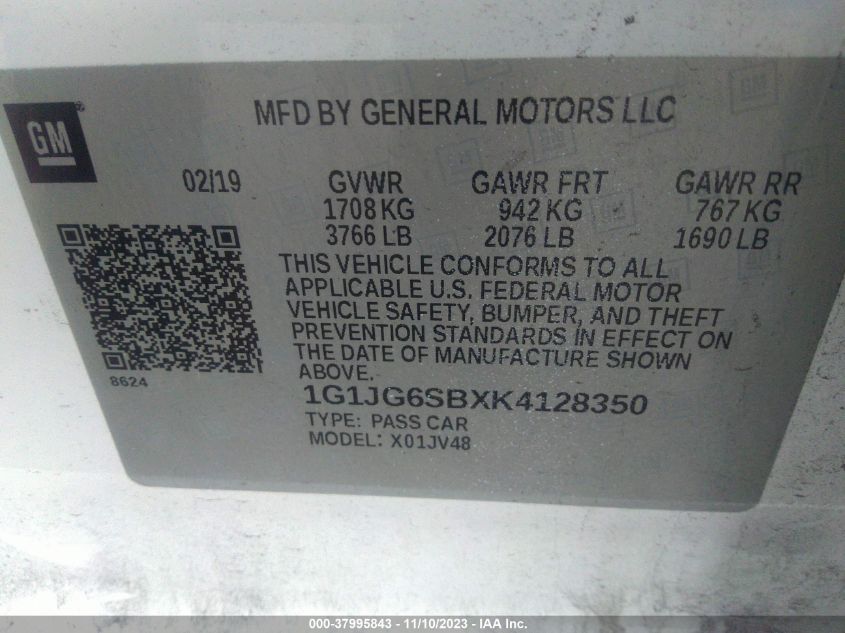 MFD BY GENERAL MOTORS LLC
GM®
02/19 GVWR GAWR FRT GAWR RR
1708 KG 942 KG 767 KG
3766 LB 2076 LB 1690 LB
THIS VEHICLE CONFORMS TO ALL
APPLICABLE U.S. FEDERAL MOTOR
VEHICLE SAFETY, BUMPER, AND THEFT
PREVENTION STANDARDS IN EFFECT ON
THE DATE OF MANUFACTURE SHOWN
ABOVE.
8624
1G1JG6SBXK4128350
TYPE: PASS CAR
MODEL: X01JV48
000-37995843 - 11/10/2023 - IAA Inc.